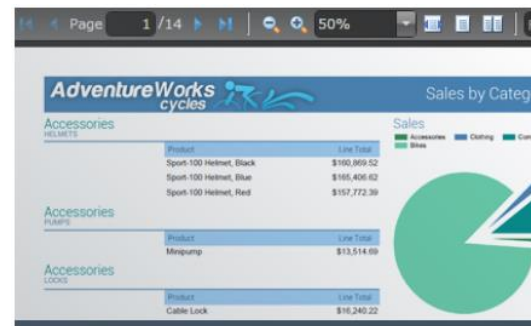 Page 1 /14 50%
AdventureWorks
cycles
Sales by Categ
Accessories
HELMETS
Product Line Total
Sport-100 Helmet, Black $160,869.52
Sport-100 Helmet, Blue $165,406.62
Sport-100 Helmet, Red $157,772.39
Accessories
PUMPS
Product Line Total
Minipump $13,514.69
Accessories
LOCKS
Product Line Total
Cable Lock $16,240.22
Sales
Accessories Clothing Com
Bikes